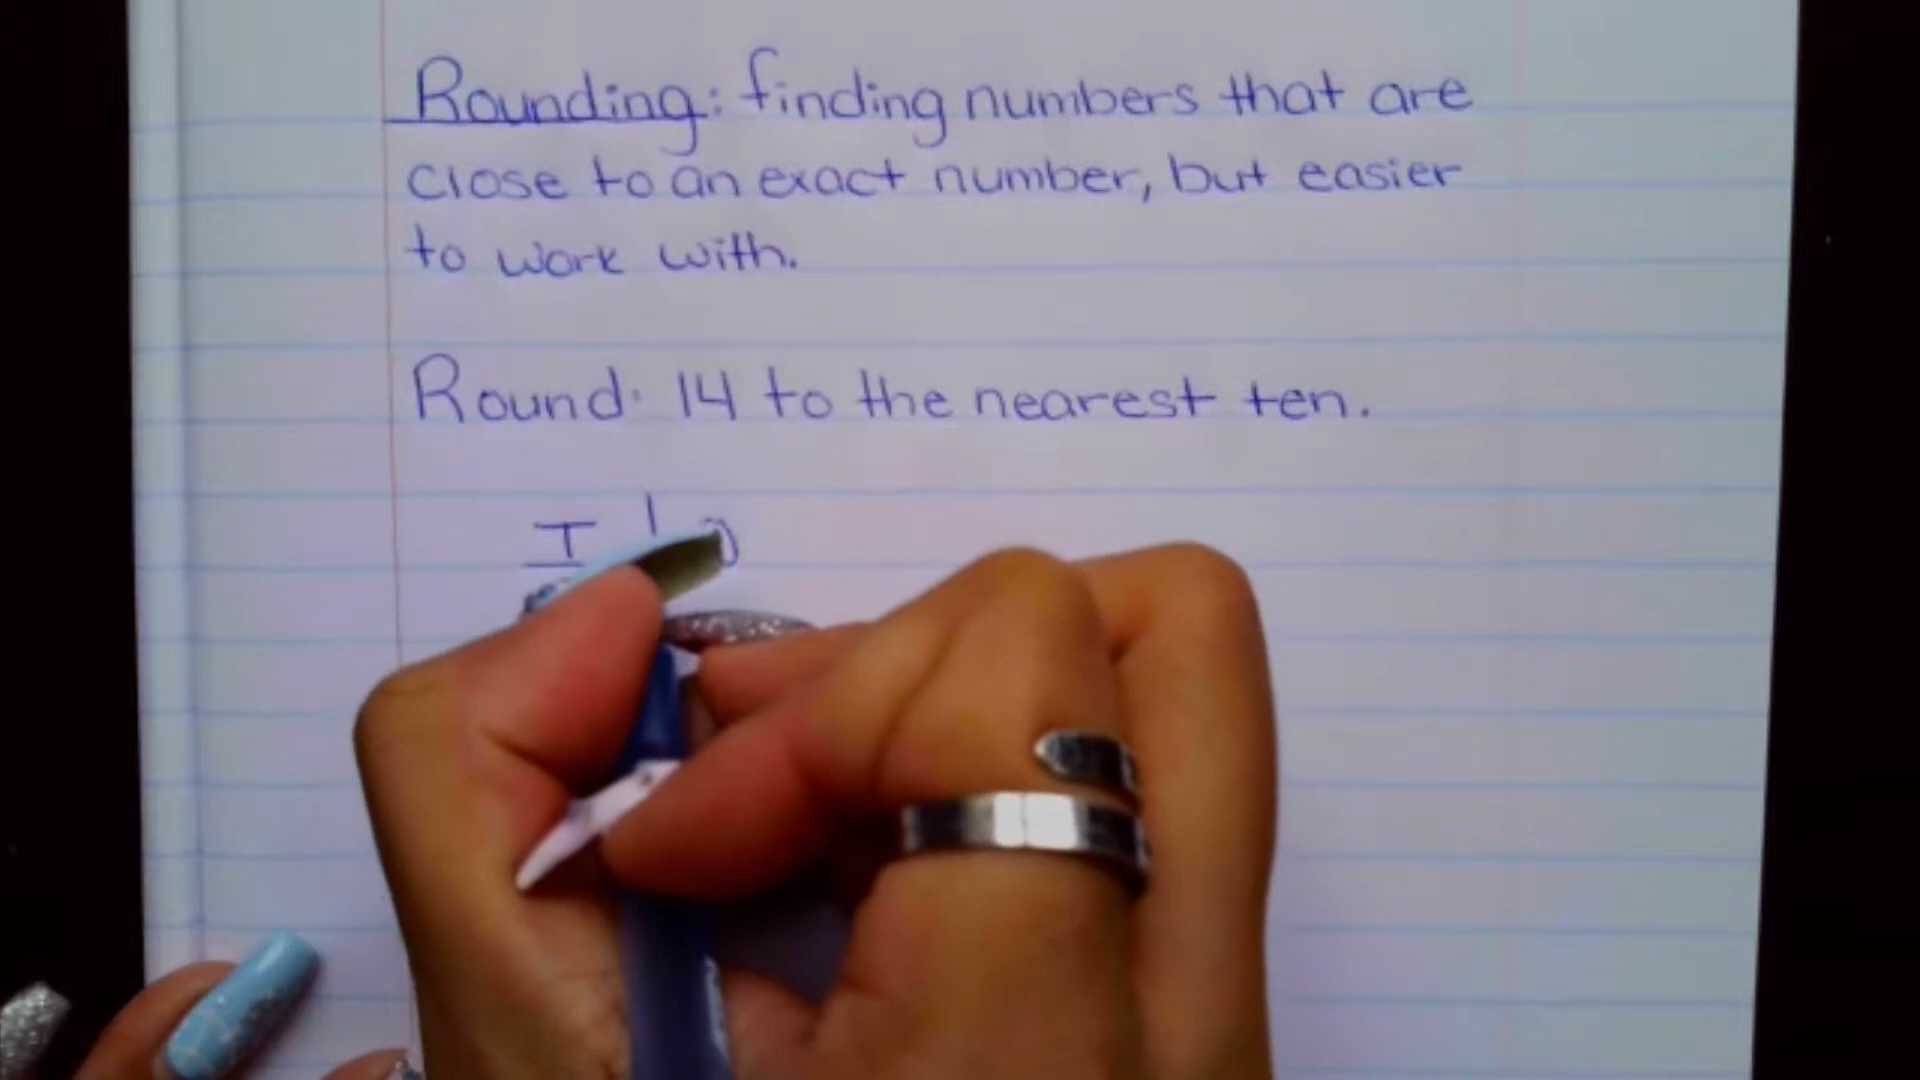 Rounding: finding numbers that are
close to an exact number, but easier
to work with.
Round: 14 to the nearest ten.
T